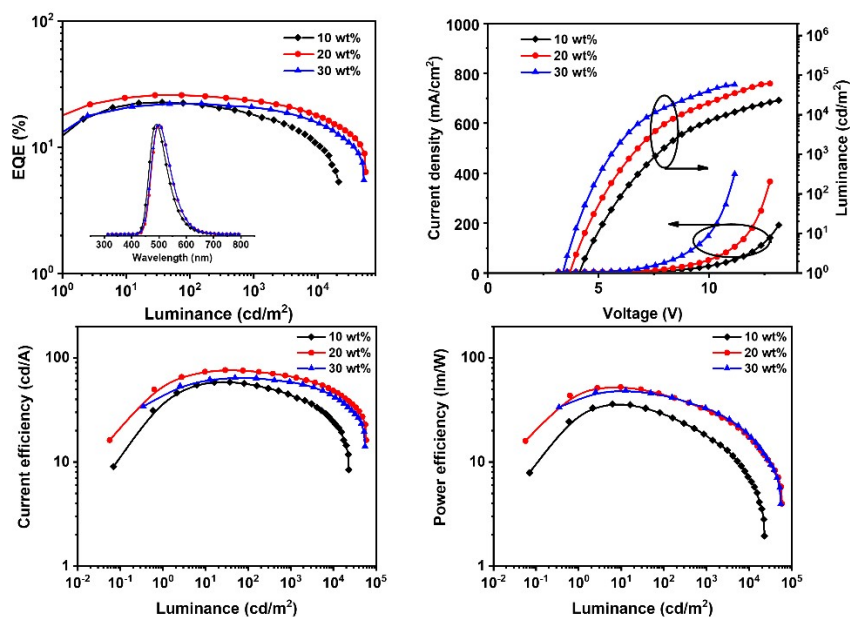 10 wt%
20 wt%
30 wt%
EQE (%)
10²
10¹
10⁰
300 400 500 600 700 800
Wavelength (nm)
10⁰ 10¹ 10² 10³ 10⁴
Luminance (cd/m²)
10 wt%
20 wt%
30 wt%
Current density (mA/cm²)
1000
800
600
400
200
0
0 5 10
Voltage (V)
10⁶
10⁵
10⁴
10³
10²
10¹
10⁰
Luminance (cd/m²)
10 wt%
20 wt%
30 wt%
Current efficiency (cd/A)
100
10
1
10⁻² 10⁻¹ 10⁰ 10¹ 10² 10³ 10⁴ 10⁵
Luminance (cd/m²)
10 wt%
20 wt%
30 wt%
Power efficiency (lm/W)
100
10
1
10⁻² 10⁻¹ 10⁰ 10¹ 10² 10³ 10⁴ 10⁵
Luminance (cd/m²)